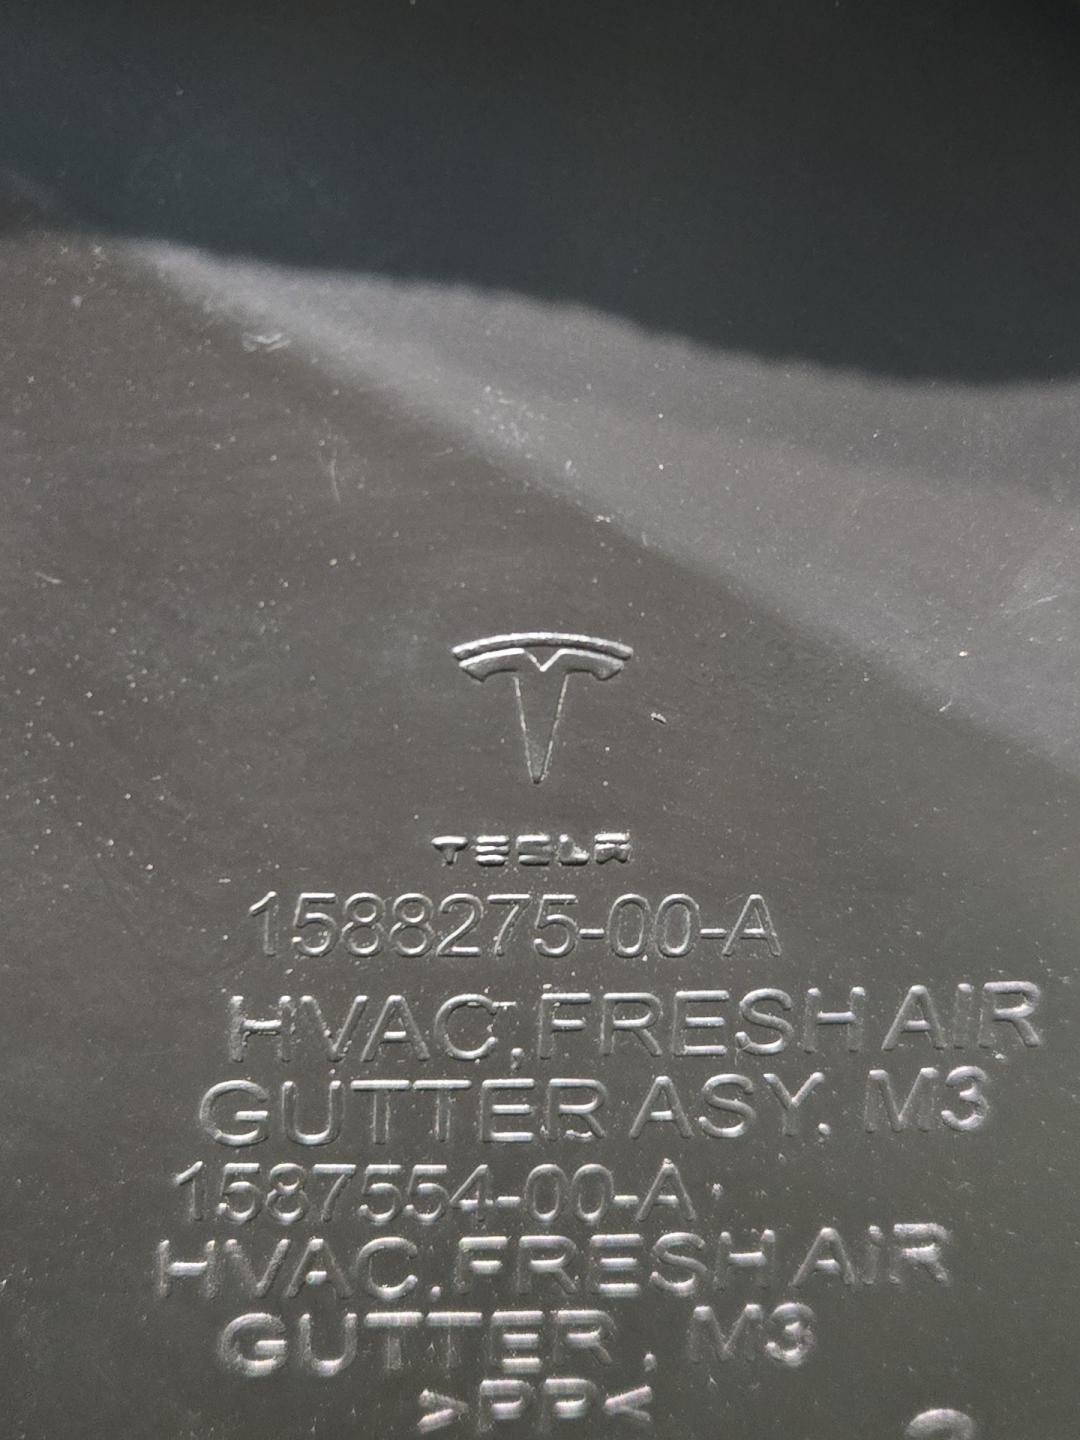 TESLA
1588275-00-A
HVAC,FRESH AIR
GUTTER ASY, M3
1587554-00-A
HVAC,FRESH AIR
GUTTER , M3
>PP<